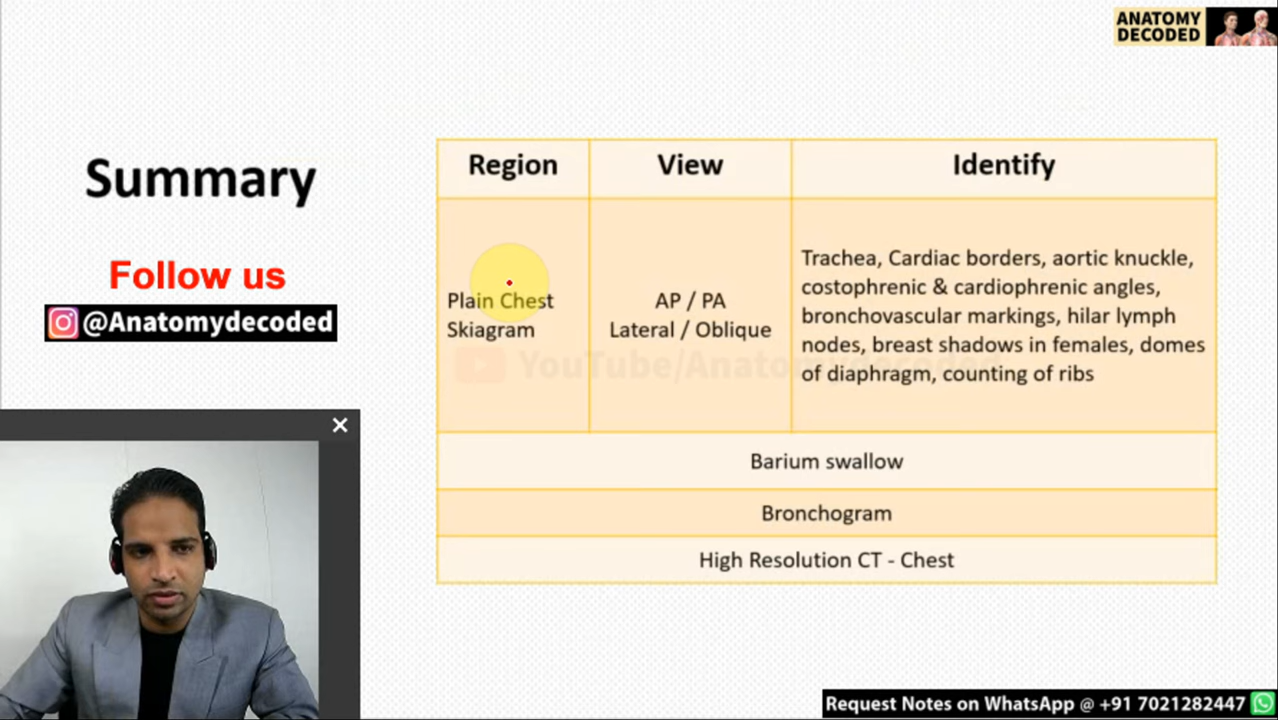 ANATOMY
DECODED
Summary
Follow us
@Anatomydecoded
Region
View
Identify
Plain Chest
Skiagram
AP / PA
Lateral / Oblique
Trachea, Cardiac borders, aortic knuckle,
costophrenic & cardiophrenic angles,
bronchovascular markings, hilar lymph
nodes, breast shadows in females, domes
of diaphragm, counting of ribs
YouTube/Anatomydecoded
Barium swallow
Bronchogram
High Resolution CT - Chest
Request Notes on WhatsApp @ +91 7021282447